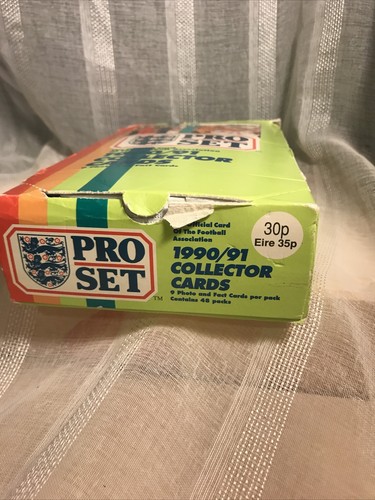 SET
COLLECTOR
PRO
SET
TM
Official Card
Of The Football
Association
1990/91
COLLECTOR
CARDS
9 Photo and Fact Cards per pack
Contains 48 packs
30p
Eire 35p